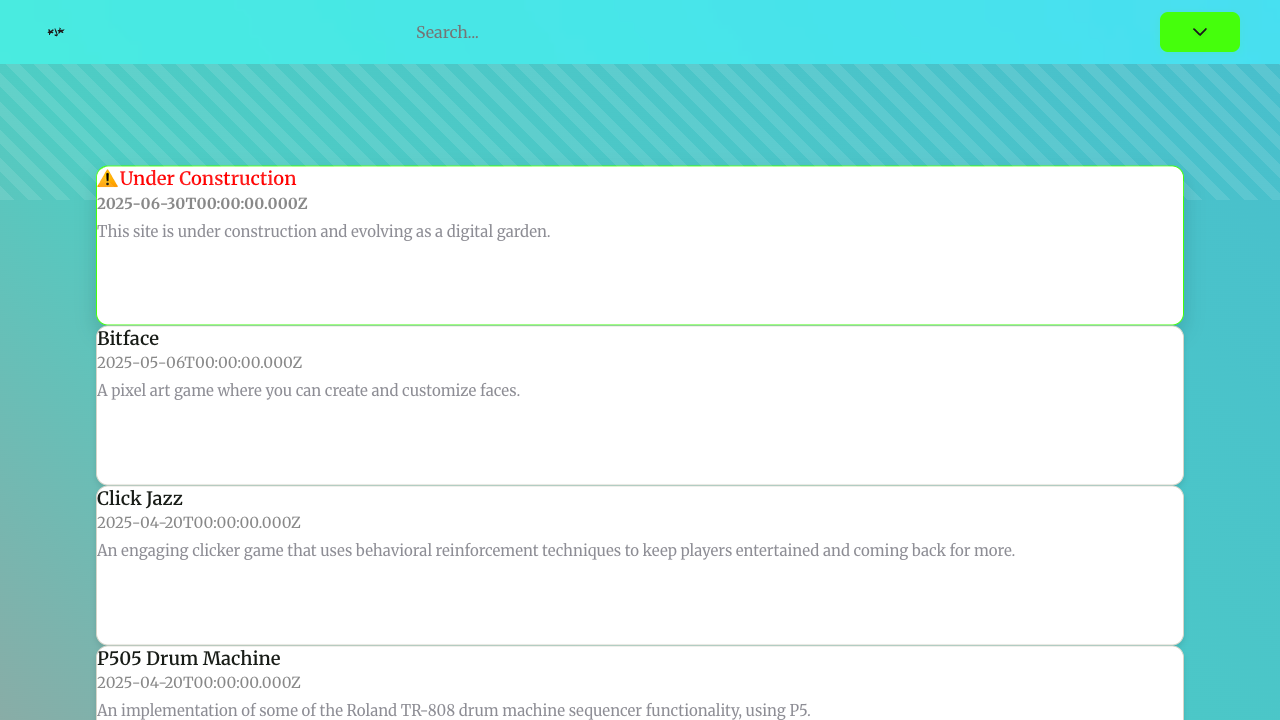 Search...
⚠️Under Construction
2025-06-30T00:00:00.000Z
This site is under construction and evolving as a digital garden.
Bitface
2025-05-06T00:00:00.000Z
A pixel art game where you can create and customize faces.
Click Jazz
2025-04-20T00:00:00.000Z
An engaging clicker game that uses behavioral reinforcement techniques to keep players entertained and coming back for more.
P505 Drum Machine
2025-04-20T00:00:00.000Z
An implementation of some of the Roland TR-808 drum machine sequencer functionality, using P5.